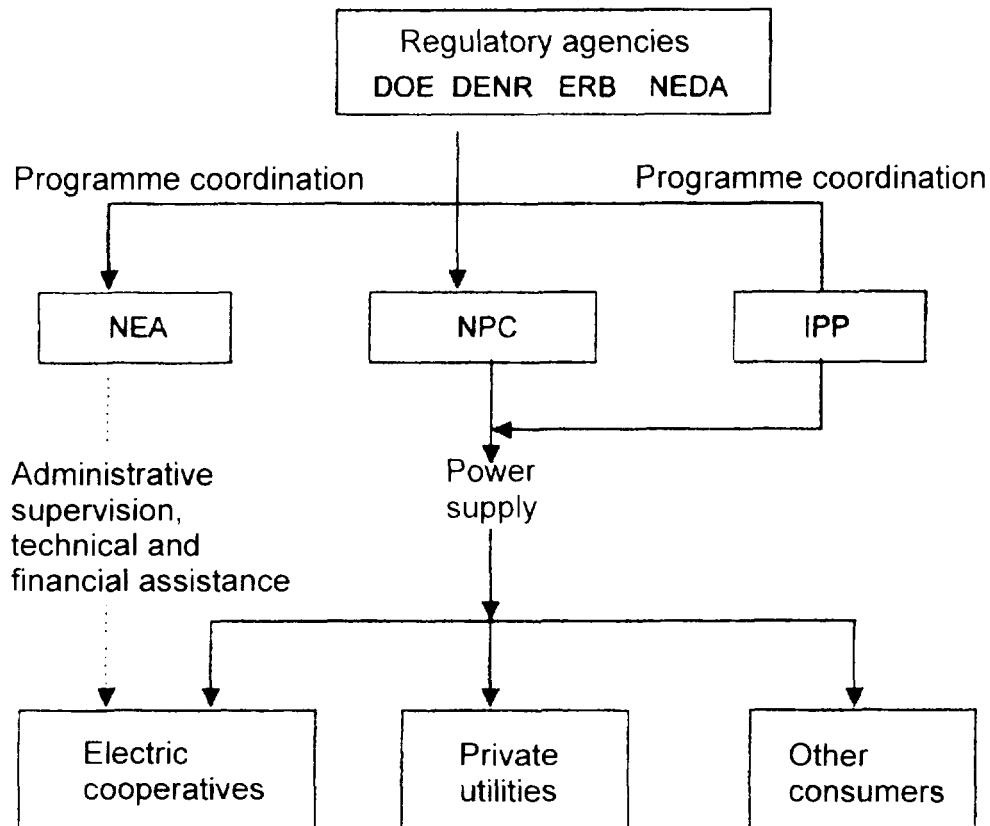 Regulatory agencies
DOE DENR ERB NEDA
Programme coordination
Programme coordination
NEA
NPC
IPP
Administrative
supervision,
technical and
financial assistance
Power
supply
Electric
cooperatives
Private
utilities
Other
consumers